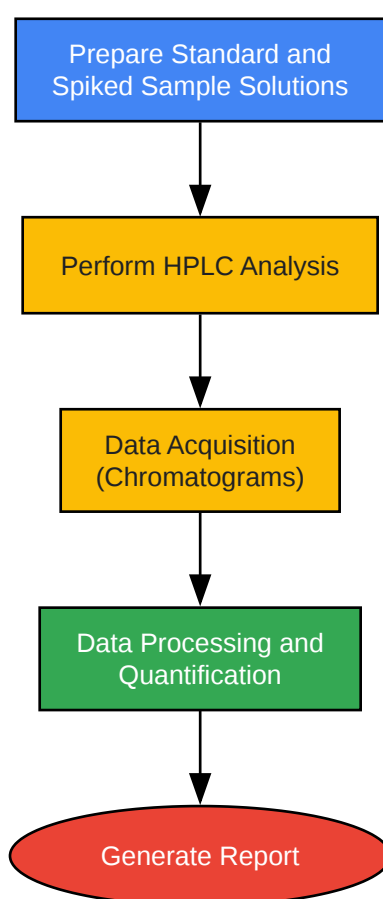 Prepare Standard and
Spiked Sample Solutions
Perform HPLC Analysis
Data Acquisition
(Chromatograms)
Data Processing and
Quantification
Generate Report